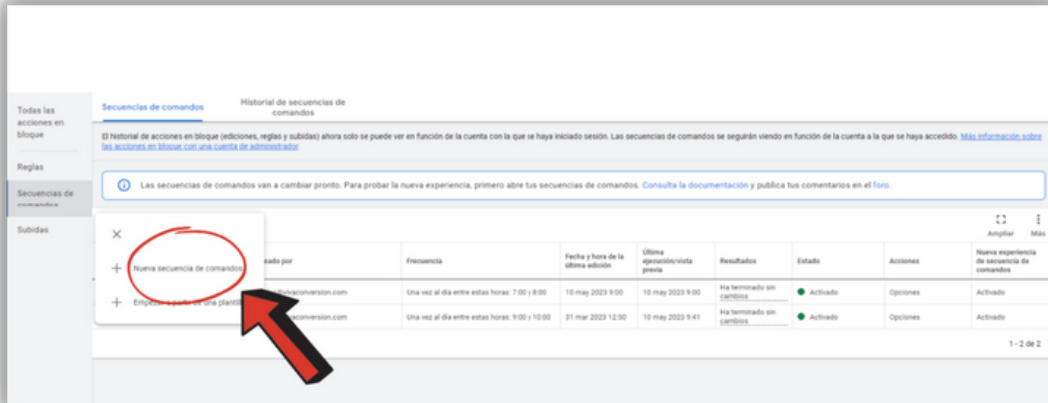 Todas las
acciones en
bloque
Reglas
Secuencias de
comandos
Subidas
Secuencias de comandos
Historial de secuencias de
comandos
El historial de acciones en bloque (ediciones, reglas y subidas) ahora solo se puede ver en función de la cuenta con la que se haya iniciado sesión. Las secuencias de comandos se seguirán viendo en función de la cuenta a la que se haya accedido. Más información sobre
las acciones en bloque con una cuenta de administrador
Las secuencias de comandos van a cambiar pronto. Para probar la nueva experiencia, primero abre tus secuencias de comandos. Consulta la documentación y publica tus comentarios en el foro.
Ampliar
Más
Nueva secuencia de comandos
Empezar a partir de una plantilla
por
Frecuencia
Fecha y hora de la
última edición
Última
ejecución/vista
previa
Resultados
Estado
Acciones
Nueva experiencia
de secuencia de
comandos
Una vez al día entre estas horas: 7:00 y 8:00
10 may 2023 9:00
10 may 2023 9:00
Ha terminado sin
cambios
Activado
Opciones
Activado
Una vez al día entre estas horas: 9:00 y 10:00
31 mar 2023 12:50
10 may 2023 9:41
Ha terminado sin
cambios
Activado
Opciones
Activado
1 - 2 de 2